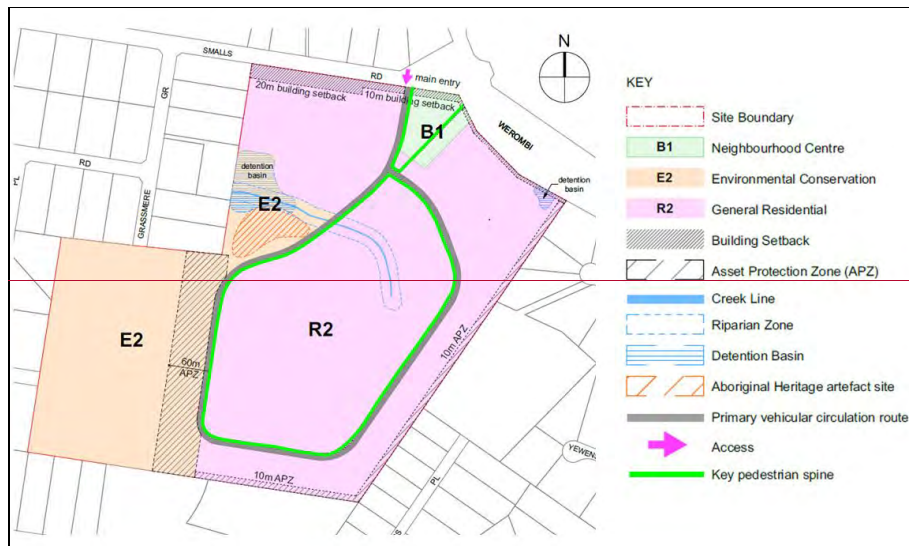 SMALLS
RD
main entry
20m building setback
10m building setback
N
B1
WEROMBI
GR
RD
detention
basin
E2
detention
basin
PL
GRASSMERE
E2
R2
60m
APZ
10m APZ
10m APZ
PL
YEWENS
KEY
Site Boundary
B1 Neighbourhood Centre
E2 Environmental Conservation
R2 General Residential
Building Setback
Asset Protection Zone (APZ)
Creek Line
Riparian Zone
Detention Basin
Aboriginal Heritage artefact site
Primary vehicular circulation route
Access
Key pedestrian spine